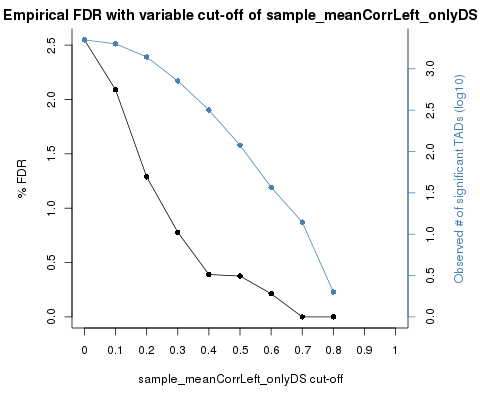 Empirical FDR with variable cut-off of sample_meanCorrLeft_onlyDS
2.5
2.0
1.5
1.0
0.5
0.0
% FDR
3.0
2.5
2.0
1.5
1.0
0.5
0.0
Observed # of significant TADs (log10)
0 0.1 0.2 0.3 0.4 0.5 0.6 0.7 0.8 0.9 1
sample_meanCorrLeft_onlyDS cut-off